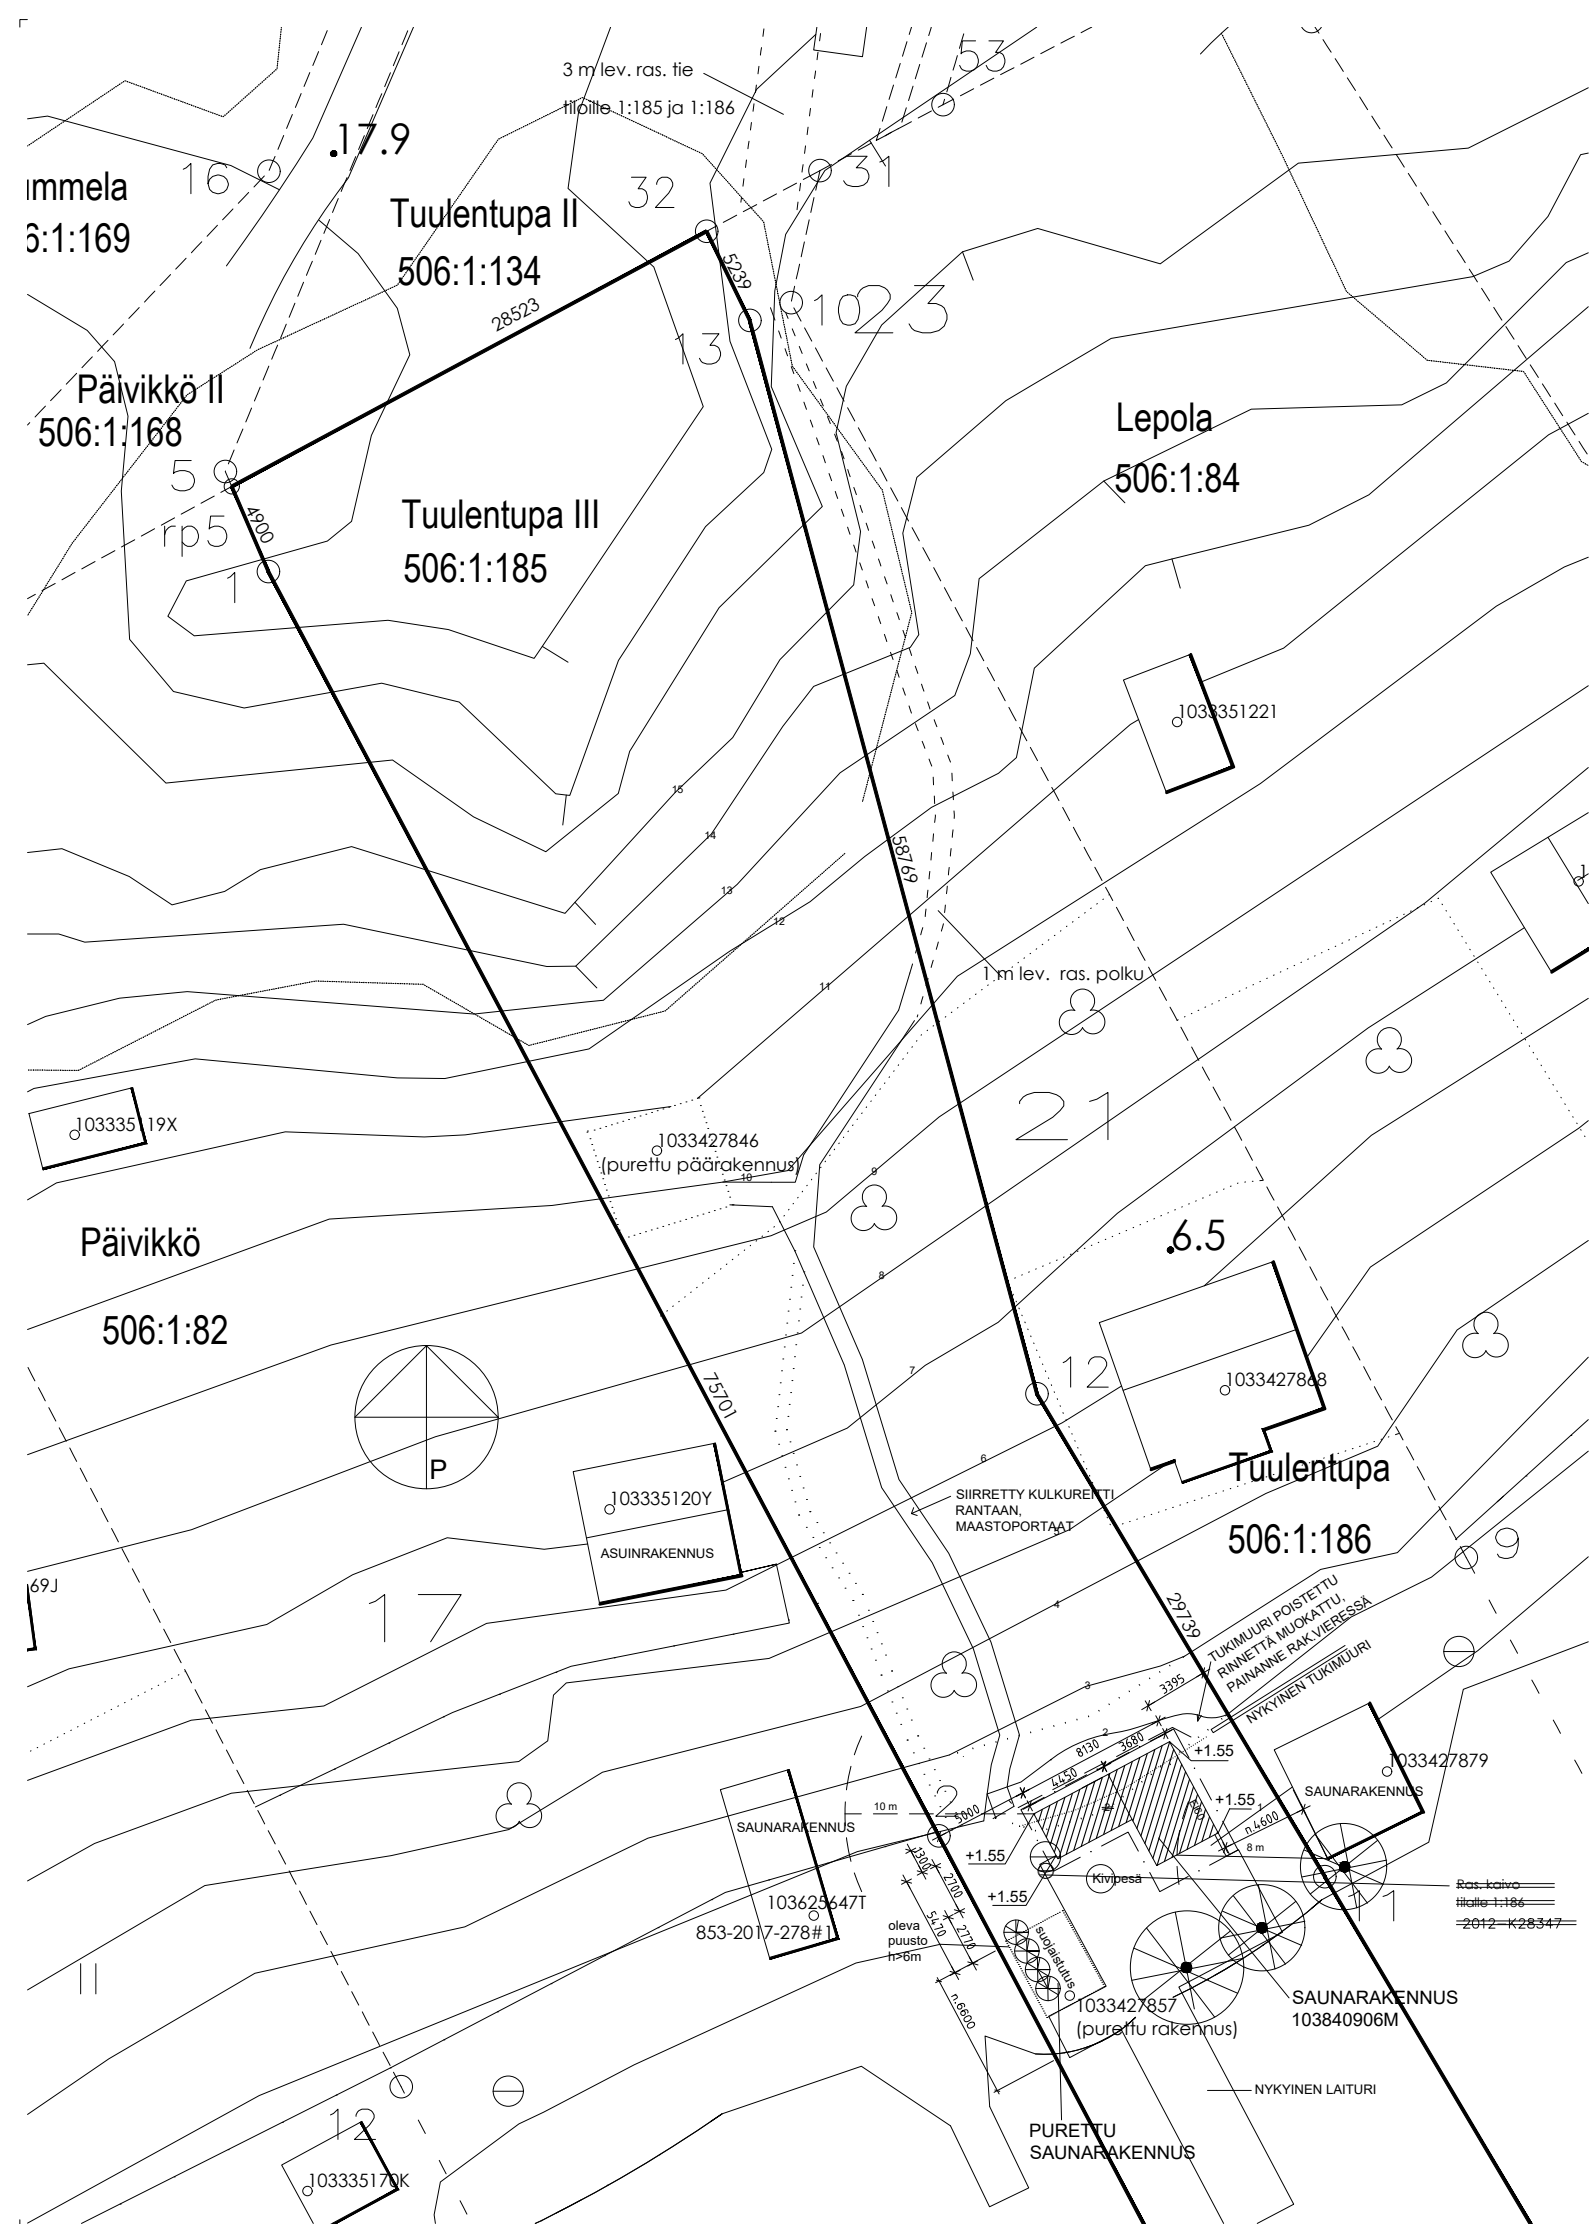 53
3 m lev. ras. tie
tiloille 1:185 ja 1:186
17.9
16
31
32
Tuulentupa II
506:1:134
5239
28523
10
23
13
Päivikkö II
506:1:168
Lepola
506:1:84
5
rp5
4900
1
Tuulentupa III
506:1:185
1033351221
15
14
13
12
11
58769
1 m lev. ras. polku
21
1033427846
(purettu päärakennus)
10
9
8
7
6
5
4
3
2
1
Päivikkö
506:1:82
6.5
P
75701
12
1033427868
Tuulentupa
506:1:186
9
103335120Y
ASUINRAKENNUS
SIIRRETTY KULKUREITTI
RANTAAN,
MAASTOPORTAAT
69J
17
29739
TUKIMUURI POISTETTU
RINNETTÄ MUOKATTU,
PAINANNE RAK.VIERESSÄ
NYKYINEN TUKIMUURI
3395
8130
3680
4450
5000
+1.55
+1.55
+1.55
+1.55
1033427879
SAUNARAKENNUS
n.4600
8 m
10 m
2
SAUNARAKENNUS
103625647T
853-2017-278#1
1300
2700
5470
2770
n.6600
Kivipesä
oleva
puusto
h>6m
suojaistutus
Ras. kaivo
tilalle 1:186
2012-K28347
11
1033427857
(purettu rakennus)
SAUNARAKENNUS
103840906M
NYKYINEN LAITURI
PURETTU
SAUNARAKENNUS
12
103335170K